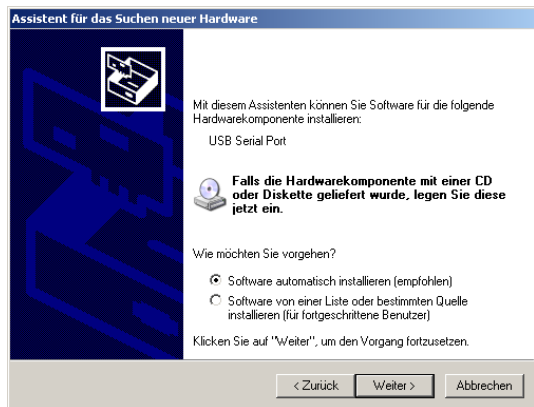 Assistent für das Suchen neuer Hardware
Mit diesem Assistenten können Sie Software für die folgende
Hardwarekomponente installieren:
USB Serial Port
Falls die Hardwarekomponente mit einer CD
oder Diskette geliefert wurde, legen Sie diese
jetzt ein.
Wie möchten Sie vorgehen?
Software automatisch installieren (empfohlen)
Software von einer Liste oder bestimmten Quelle
installieren (für fortgeschrittene Benutzer)
Klicken Sie auf "Weiter", um den Vorgang fortzusetzen.
< Zurück Weiter > Abbrechen